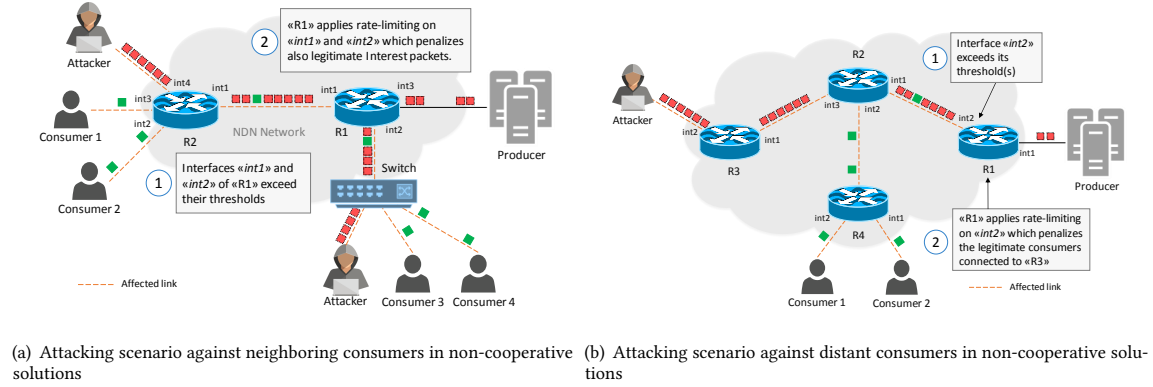 2
«R1» applies rate-limiting on
«int1» and «int2» which penalizes
also legitimate Interest packets.
Attacker
int4
int1
int3
int2
Consumer 1
R2
NDN Network
int1
int3
int2
R1
Producer
Consumer 2
1
Interfaces «int1» and
«int2» of «R1» exceed
their thresholds
Switch
Attacker
Consumer 3
Consumer 4
Affected link
(a) Attacking scenario against neighboring consumers in non-cooperative
solutions
R2
1
Interface «int2»
exceeds its
threshold(s)
Attacker
int3
int1
int2
int2
int1
R3
int2
int1
R1
Producer
int2
int1
R4
2
«R1» applies rate-limiting
on «int2» which penalizes
the legitimate consumers
connected to «R3»
Consumer 1
Consumer 2
Affected link
(b) Attacking scenario against distant consumers in non-cooperative solu-
tions